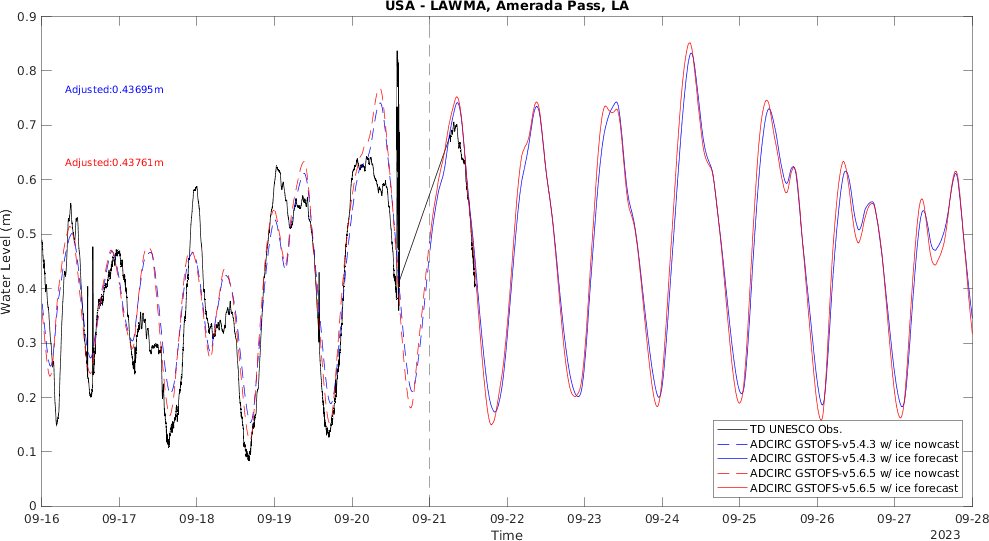 USA - LAWMA, Amerada Pass, LA
0.9
0.8
0.7
0.6
0.5
0.4
0.3
0.2
0.1
0
Water Level (m)
Adjusted:0.43695m
Adjusted:0.43761m
TD UNESCO Obs.
ADCIRC GSTOFS-v5.4.3 w/ ice nowcast
ADCIRC GSTOFS-v5.4.3 w/ ice forecast
ADCIRC GSTOFS-v5.6.5 w/ ice nowcast
ADCIRC GSTOFS-v5.6.5 w/ ice forecast
09-16 09-17 09-18 09-19 09-20 09-21 09-22 09-23 09-24 09-25 09-26 09-27 09-28
Time
2023